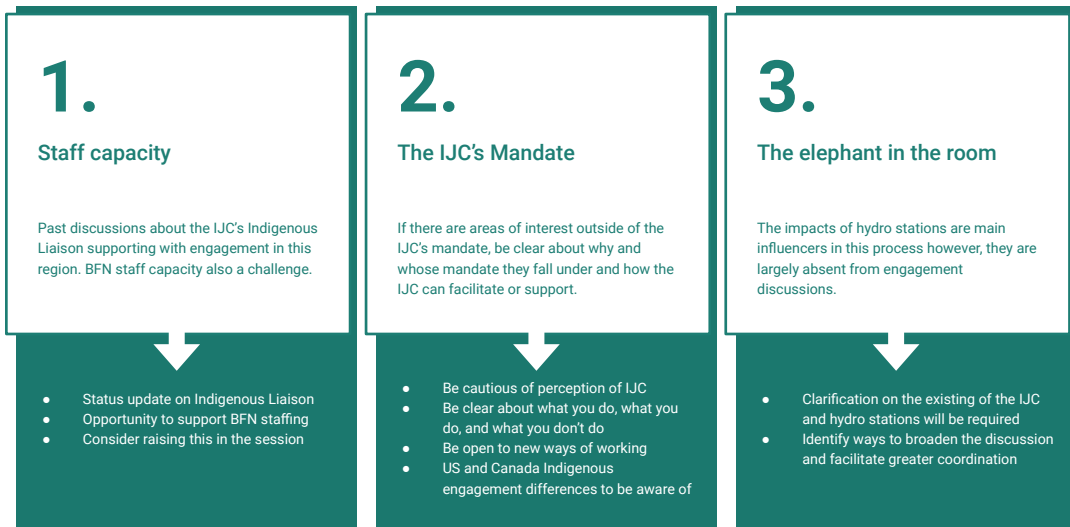 1.
Staff capacity
Past discussions about the IJC's Indigenous
Liaison supporting with engagement in this
region. BFN staff capacity also a challenge.
● Status update on Indigenous Liaison
● Opportunity to support BFN staffing
● Consider raising this in the session
2.
The IJC's Mandate
If there are areas of interest outside of the
IJC's mandate, be clear about why and
whose mandate they fall under and how the
IJC can facilitate or support.
● Be cautious of perception of IJC
● Be clear about what you do, what you
do, and what you don't do
● Be open to new ways of working
● US and Canada Indigenous
engagement differences to be aware of
3.
The elephant in the room
The impacts of hydro stations are main
influencers in this process however, they are
largely absent from engagement
discussions.
● Clarification on the existing of the IJC
and hydro stations will be required
● Identify ways to broaden the discussion
and facilitate greater coordination